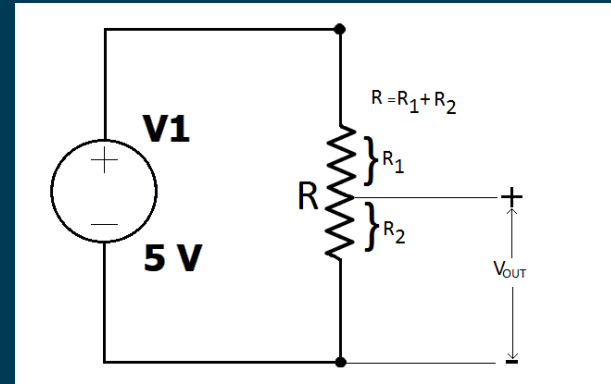 R =R₁+ R₂
V1
+
} R₁
R
+
} R₂
–
5 V
VOUT
-